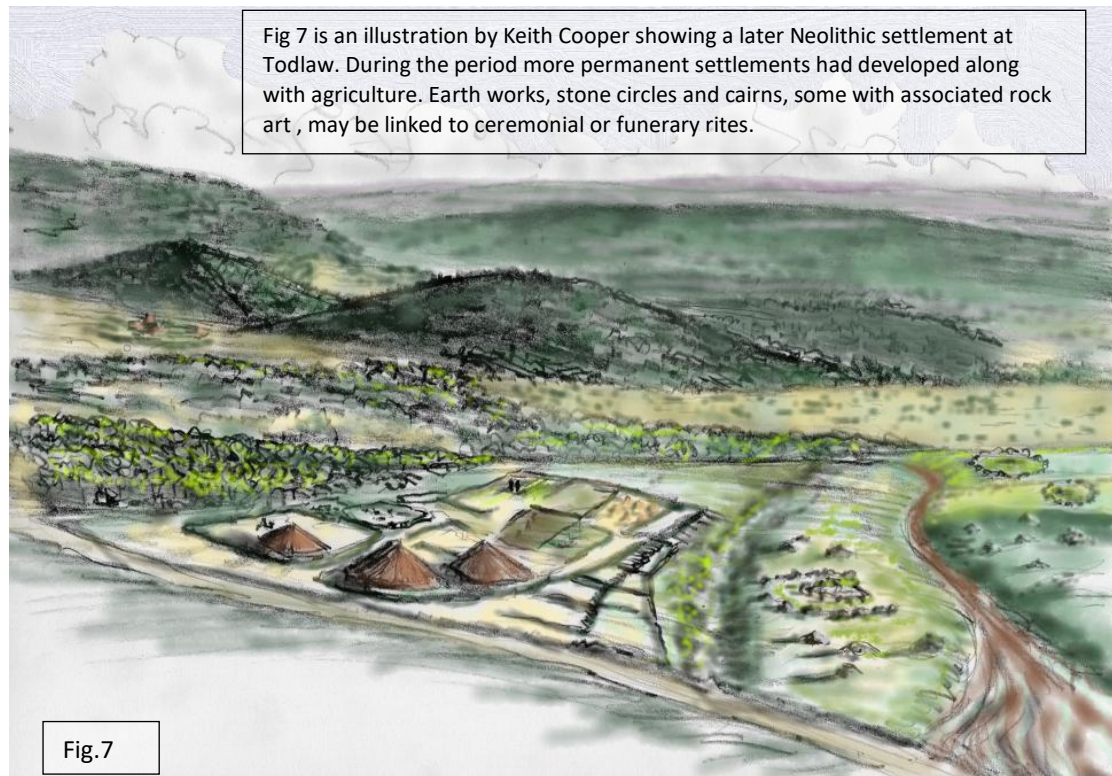 Fig 7 is an illustration by Keith Cooper showing a later Neolithic settlement at
Todlaw. During the period more permanent settlements had developed along
with agriculture. Earth works, stone circles and cairns, some with associated rock
art , may be linked to ceremonial or funerary rites.
Fig.7